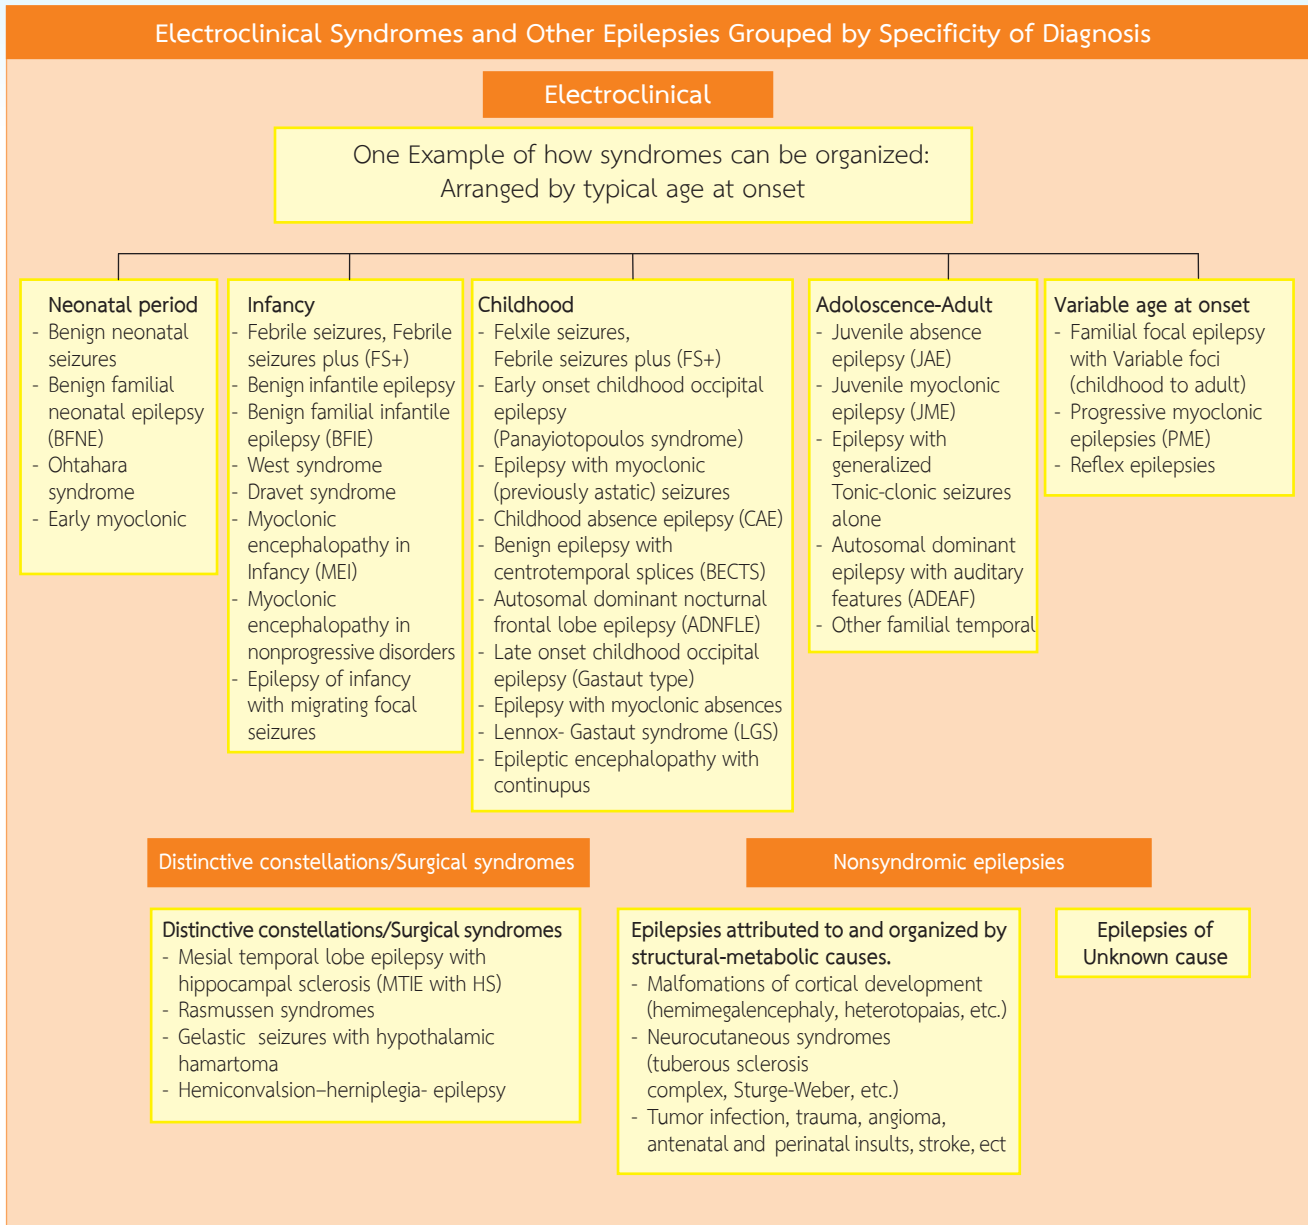 Electroclinical Syndromes and Other Epilepsies Grouped by Specificity of Diagnosis
Electroclinical
One Example of how syndromes can be organized:
Arranged by typical age at onset
Neonatal period
- Benign neonatal
seizures
- Benign familial
neonatal epilepsy
(BFNE)
- Ohtahara
syndrome
- Early myoclonic
Infancy
- Febrile seizures, Febrile
seizures plus (FS+)
- Benign infantile epilepsy
- Benign familial infantile
epilepsy (BFIE)
- West syndrome
- Dravet syndrome
- Myoclonic
encephalopathy in
Infancy (MEI)
- Myoclonic
encephalopathy in
nonprogressive disorders
- Epilepsy of infancy
with migrating focal
seizures
Childhood
- Felxile seizures,
Febrile seizures plus (FS+)
- Early onset childhood occipital
epilepsy
(Panayiotopoulos syndrome)
- Epilepsy with myoclonic
(previously astatic) seizures
- Childhood absence epilepsy (CAE)
- Benign epilepsy with
centrotemporal splices (BECTS)
- Autosomal dominant nocturnal
frontal lobe epilepsy (ADNFLE)
- Late onset childhood occipital
epilepsy (Gastaut type)
- Epilepsy with myoclonic absences
- Lennox- Gastaut syndrome (LGS)
- Epileptic encephalopathy with
continupus
Adoloscence-Adult
- Juvenile absence
epilepsy (JAE)
- Juvenile myoclonic
epilepsy (JME)
- Epilepsy with
generalized
Tonic-clonic seizures
alone
- Autosomal dominant
epilepsy with auditary
features (ADEAF)
- Other familial temporal
Variable age at onset
- Familial focal epilepsy
with Variable foci
(childhood to adult)
- Progressive myoclonic
epilepsies (PME)
- Reflex epilepsies
Distinctive constellations/Surgical syndromes
Distinctive constellations/Surgical syndromes
- Mesial temporal lobe epilepsy with
hippocampal sclerosis (MTIE with HS)
- Rasmussen syndromes
- Gelastic seizures with hypothalamic
hamartoma
- Hemiconvalsion–herniplegia- epilepsy
Nonsyndromic epilepsies
Epilepsies attributed to and organized by
structural-metabolic causes.
- Malfomations of cortical development
(hemimegalencephaly, heterotopaias, etc.)
- Neurocutaneous syndromes
(tuberous sclerosis
complex, Sturge-Weber, etc.)
- Tumor infection, trauma, angioma,
antenatal and perinatal insults, stroke, ect
Epilepsies of
Unknown cause